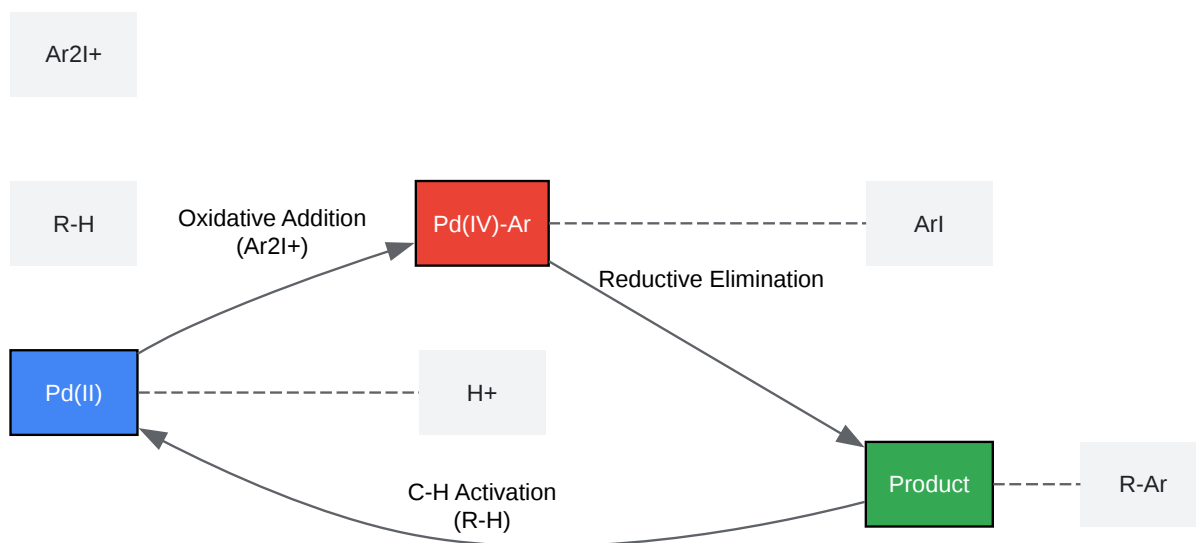 Ar2I+
R-H
Oxidative Addition
(Ar2I+)
Pd(IV)-Ar
ArI
Reductive Elimination
Pd(II)
H+
C-H Activation
(R-H)
Product
R-Ar